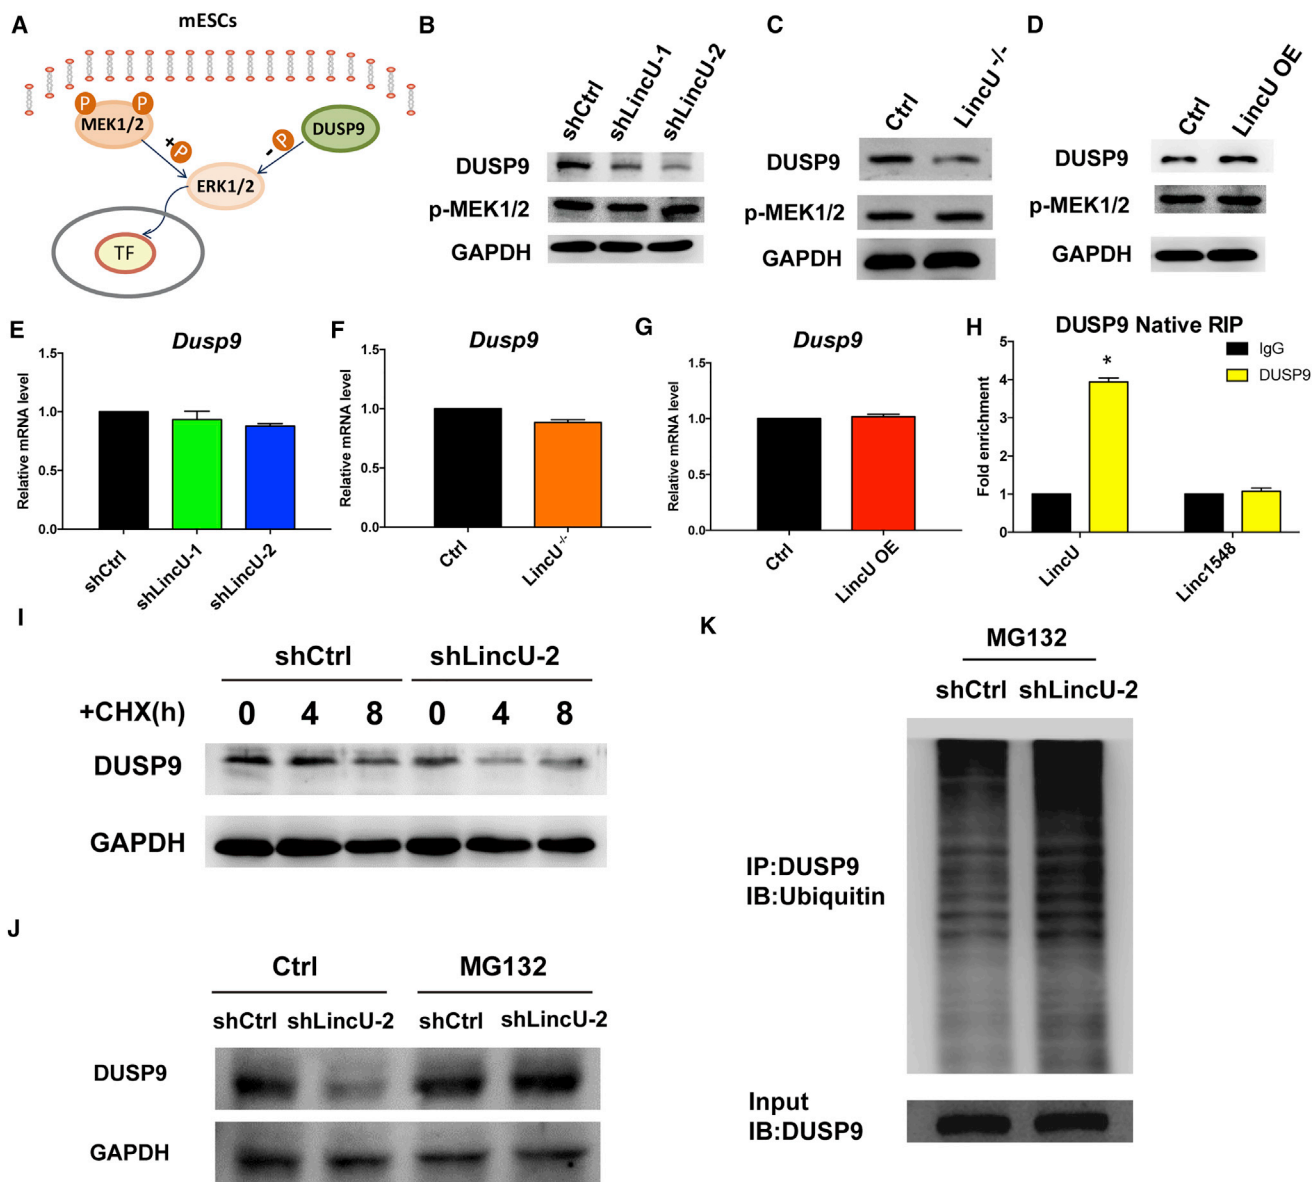 A
mESCs
P
P
MEK1/2
+
P
-
P
DUSP9
ERK1/2
TF
B
shCtrl
shLincU-1
shLincU-2
DUSP9
p-MEK1/2
GAPDH
C
Ctrl
LincU -/-
DUSP9
p-MEK1/2
GAPDH
D
Ctrl
LincU OE
DUSP9
p-MEK1/2
GAPDH
E
Dusp9
Relative mRNA level
1.5
1.0
0.5
0.0
shCtrl
shLincU-1
shLincU-2
F
Dusp9
Relative mRNA level
1.5
1.0
0.5
0.0
Ctrl
LincU-/-
G
Dusp9
Relative mRNA level
1.5
1.0
0.5
0.0
Ctrl
LincU OE
H
DUSP9 Native RIP
Fold enrichment
5
4
3
2
1
0
*
IgG
DUSP9
LincU
Linc1548
I
shCtrl shLincU-2
+CHX(h) 0 4 8 0 4 8
DUSP9
GAPDH
J
Ctrl MG132
shCtrl shLincU-2 shCtrl shLincU-2
DUSP9
GAPDH
K
MG132
shCtrl shLincU-2
IP:DUSP9
IB:Ubiquitin
Input
IB:DUSP9